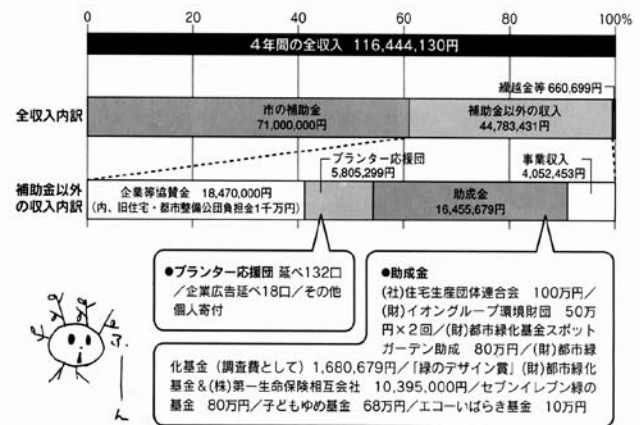 0 20 40 60 80 100%
4年間の全収入 116,444,130円
繰越金等 660,699円
全収入内訳
市の補助金
71,000,000円
補助金以外の収入
44,783,431円
プランター応援団
5,805,299円
事業収入
4,052,453円
補助金以外
の収入内訳
企業等協賛金 18,470,000円
(内、旧住宅・都市整備公団負担金1千万円)
助成金
16,455,679円
●プランター応援団 延べ132口
/企業広告延べ18口/その他
個人寄付
●助成金
(社)住宅生産団体連合会 100万円/
(財)イオングループ環境財団 50万
円×2回/(財)都市緑化基金スポット
ガーデン助成 80万円/(財)都市緑
化基金(調査費として)1,680,679円/「緑のデザイン賞」(財)都市緑化
基金&(株)第一生命保険相互会社 10,395,000円/セブンイレブン緑の
基金 80万円/子どもゆめ基金 68万円/エコーいばらき基金 10万円
ふーん